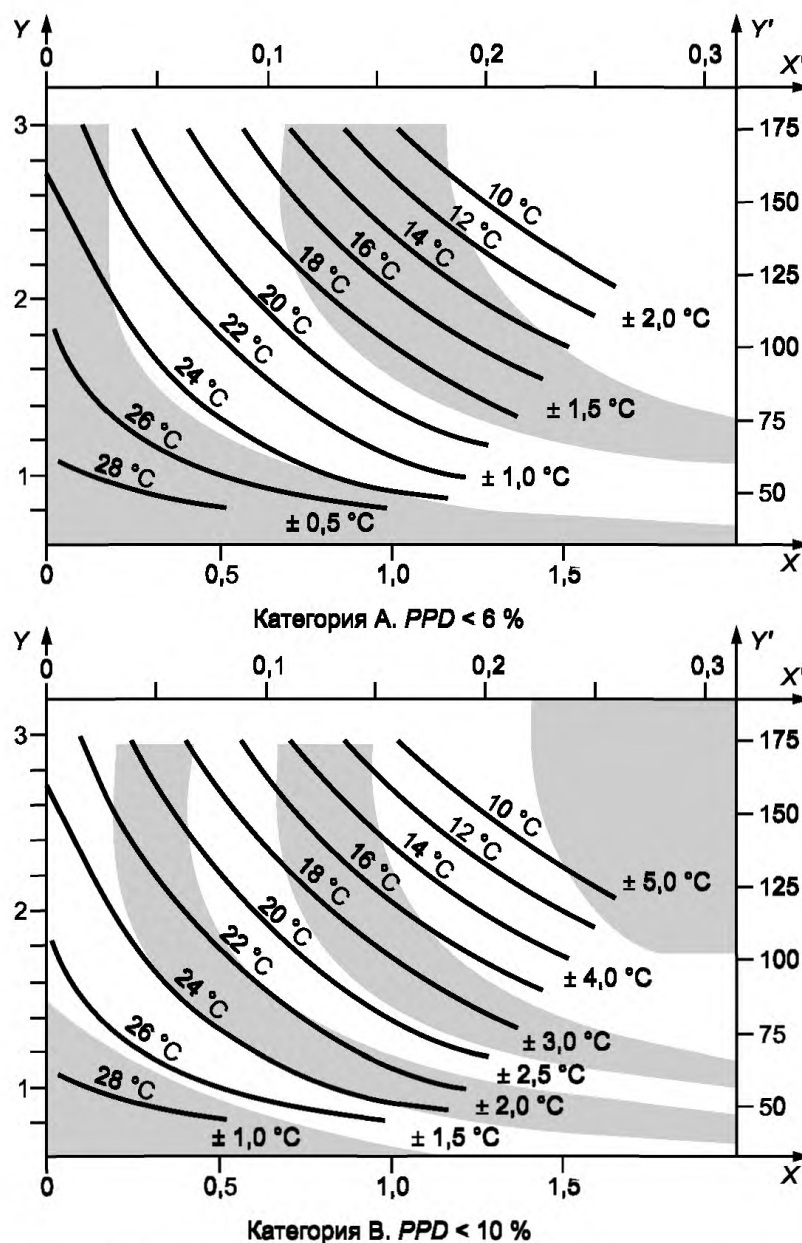 Y
Y'
0
0,1
0,2
0,3
X'
3
175
10 °C
150
12 °C
14 °C
16 °C
18 °C
125
2
20 °C
± 2,0 °C
22 °C
100
24 °C
± 1,5 °C
75
26 °C
1
28 °C
± 1,0 °C
50
± 0,5 °C
0
0,5
1,0
1,5
X
Категория А. PPD < 6 %
Y
Y'
0
0,1
0,2
0,3
X'
3
175
10 °C
150
12 °C
14 °C
16 °C
± 5,0 °C
125
18 °C
2
20 °C
22 °C
± 4,0 °C
100
24 °C
± 3,0 °C
75
26 °C
± 2,5 °C
1
28 °C
± 2,0 °C
50
± 1,0 °C
± 1,5 °C
0
0,5
1,0
1,5
X
Категория В. PPD < 10 %